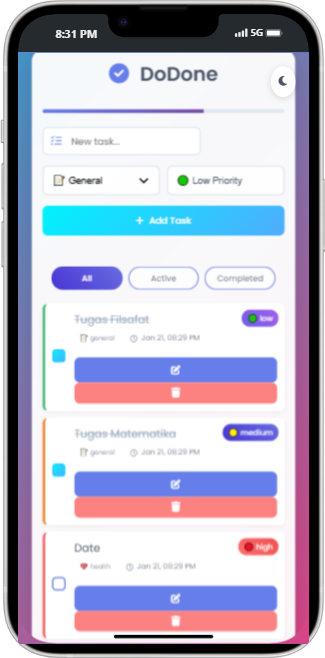 8:31 PM 5G
DoDone
New task...
General Low Priority
+ Add Task
All Active Completed
Tugas Filsafat low
general Jan 21, 08:29 PM
Tugas Matematika medium
general Jan 21, 08:29 PM
Date high
health Jan 21, 08:29 PM